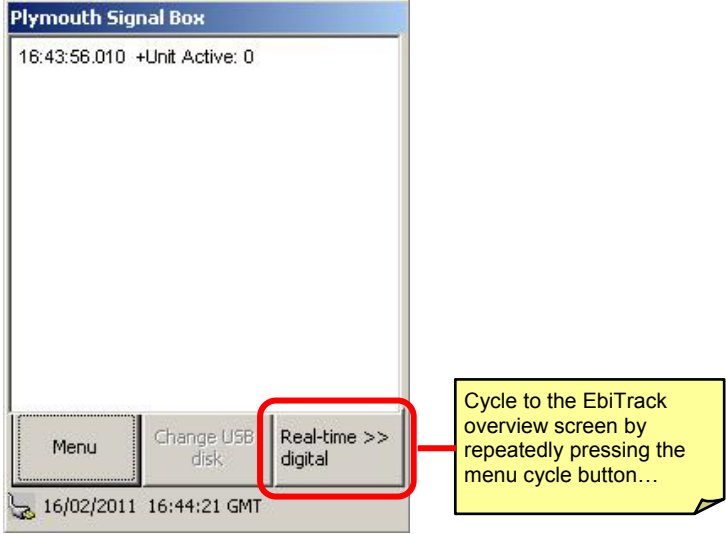 Plymouth Signal Box
16:43:56.010 +Unit Active: 0
Menu
Change USB
disk
Real-time >>
digital
16/02/2011 16:44:21 GMT
Cycle to the EbiTrack
overview screen by
repeatedly pressing the
menu cycle button…